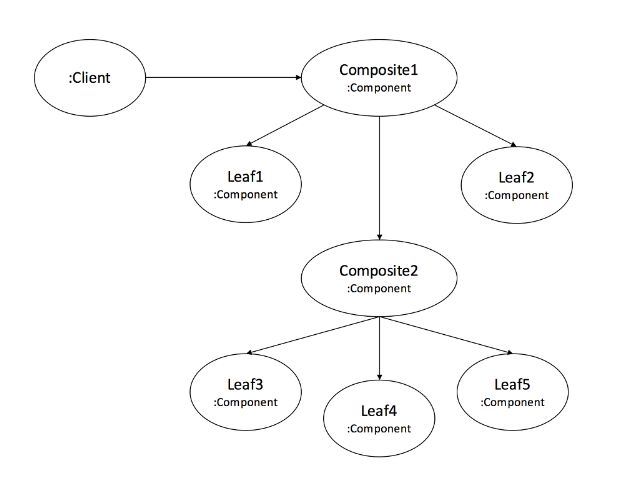 :Client
Composite1
:Component
Leaf1
:Component
Leaf2
:Component
Composite2
:Component
Leaf3
:Component
Leaf4
:Component
Leaf5
:Component